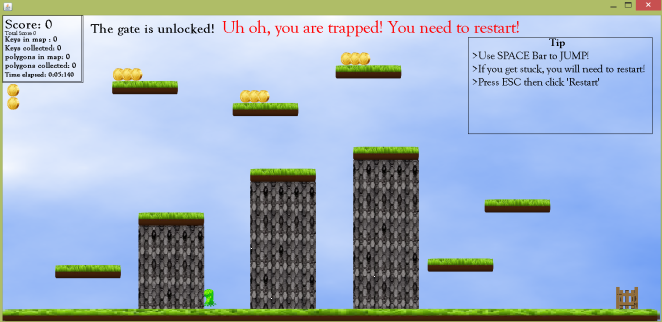 Score: 0
Total Score 0
Keys in map : 0
Keys collected: 0
polygons in map: 0
polygons collected: 0
Time elapsed: 0:05:140
The gate is unlocked! Uh oh, you are trapped! You need to restart!
Tip
>Use SPACE Bar to JUMP!
>If you get stuck, you will need to restart!
>Press ESC then click 'Restart'